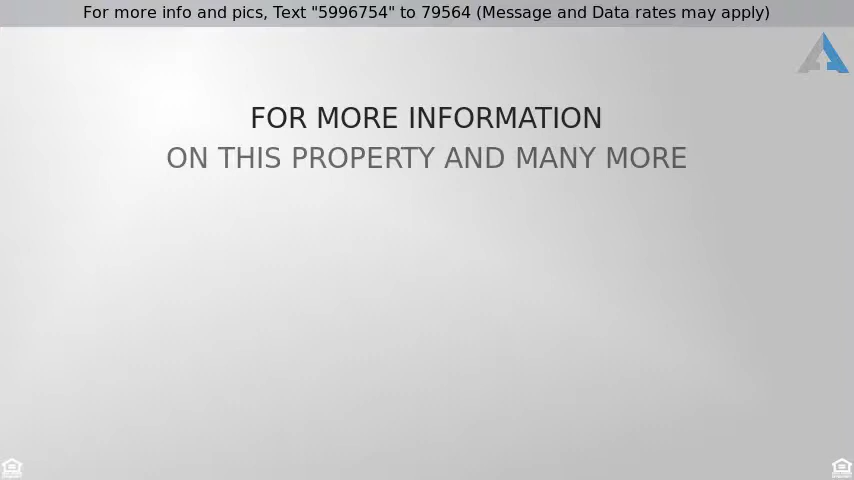 For more info and pics, Text "5996754" to 79564 (Message and Data rates may apply)
FOR MORE INFORMATION
ON THIS PROPERTY AND MANY MORE